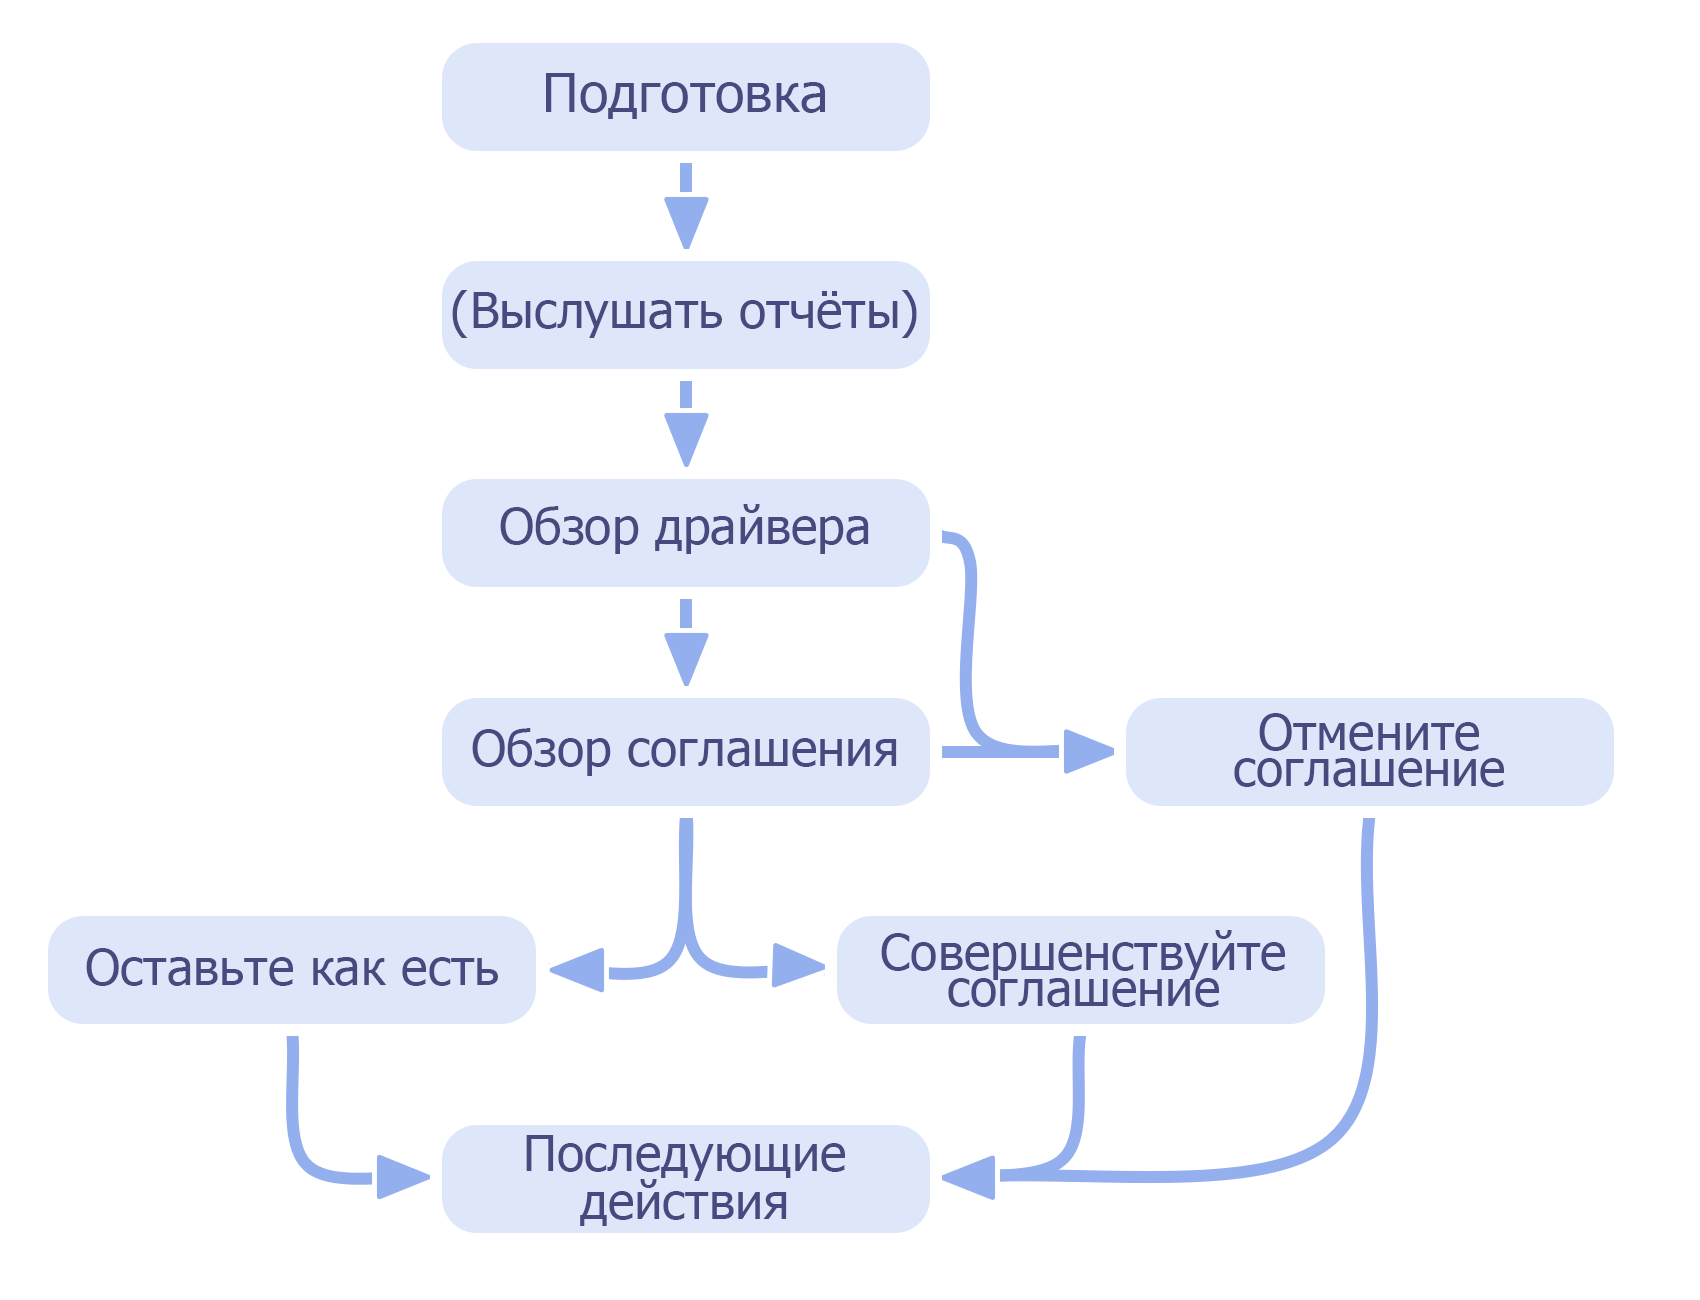 Подготовка
(Выслушать отчёты)
Обзор драйвера
Обзор соглашения
Отмените
соглашение
Оставьте как есть
Совершенствуйте
соглашение
Последующие
действия